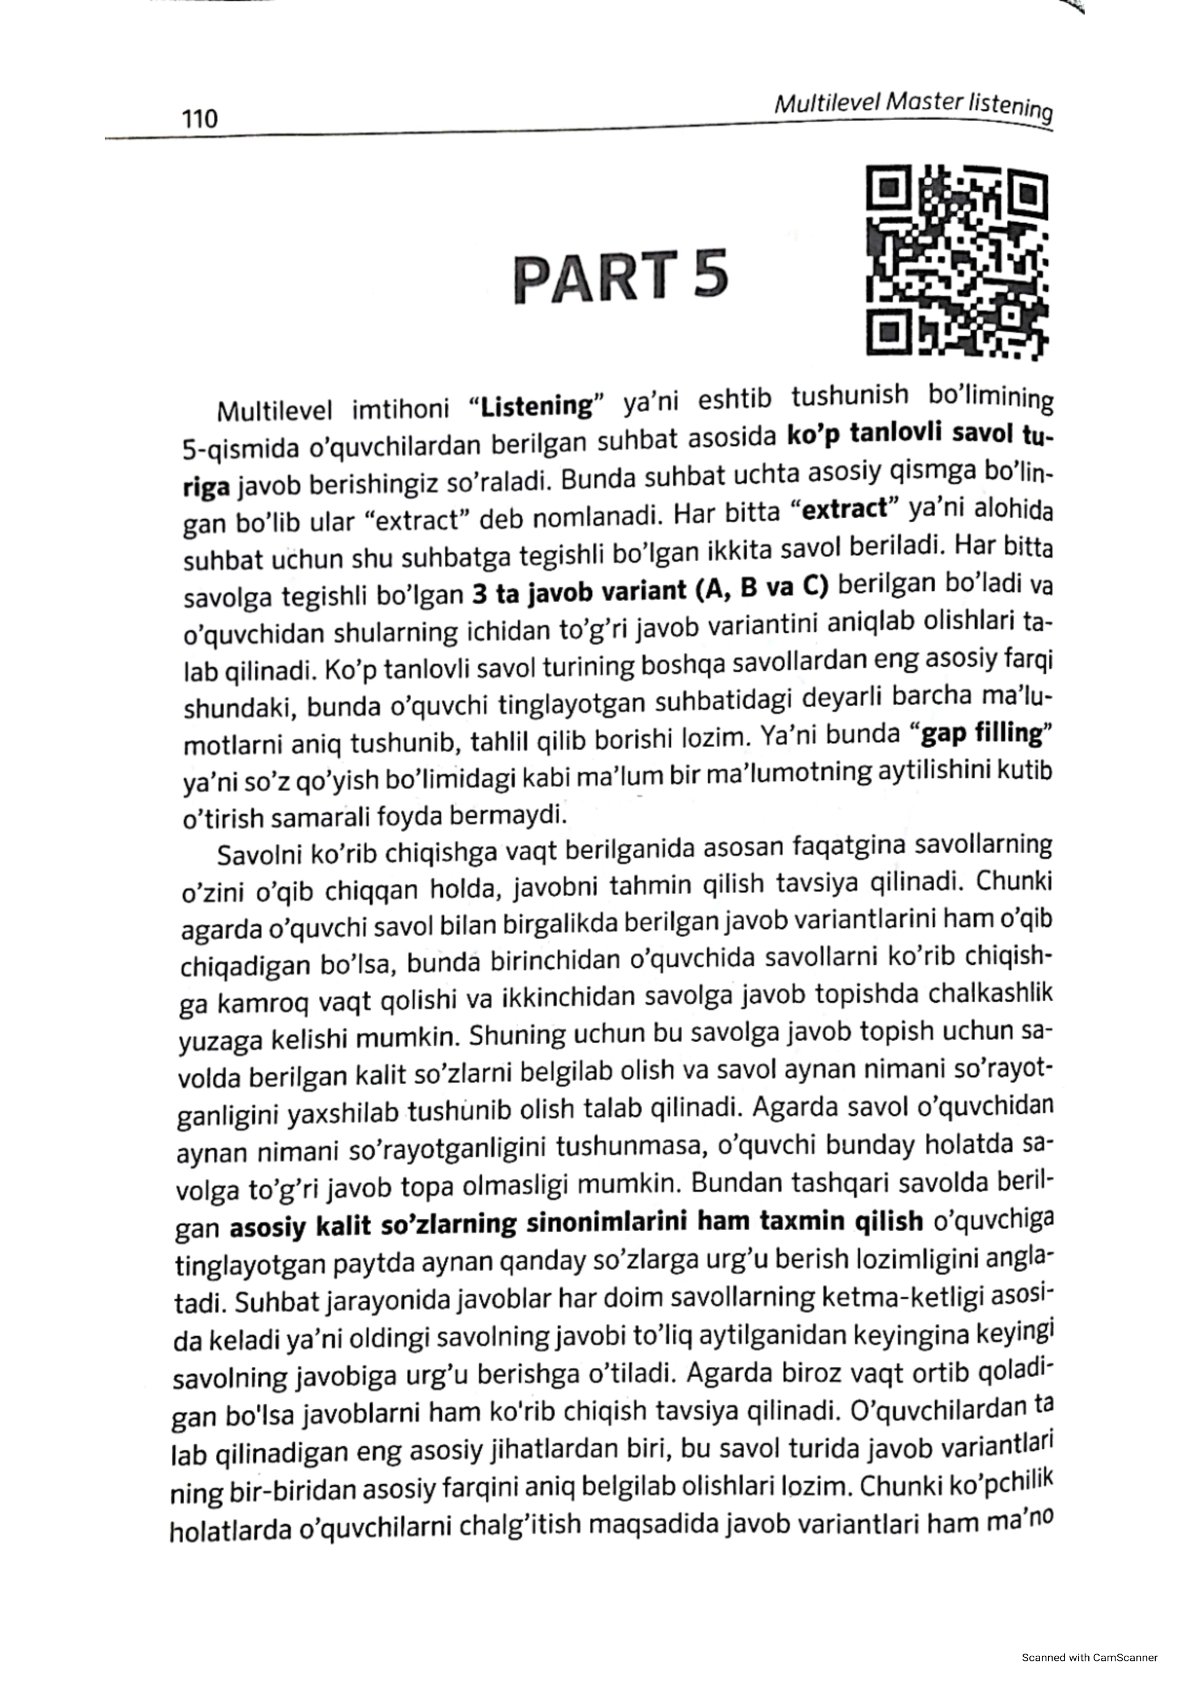 110
Multilevel Master listening
PART 5
Multilevel imtihoni “Listening” ya’ni eshtib tushunish bo’limining
5-qismida o’quvchilardan berilgan suhbat asosida ko’p tanlovli savol tu-
riga javob berishingiz so’raladi. Bunda suhbat uchta asosiy qismga bo’lin-
gan bo’lib ular “extract” deb nomlanadi. Har bitta “extract” ya’ni alohida
suhbat uchun shu suhbatga tegishli bo’lgan ikkita savol beriladi. Har bitta
savolga tegishli bo’lgan 3 ta javob variant (A, B va C) berilgan bo’ladi va
o’quvchidan shularning ichidan to’g’ri javob variantini aniqlab olishlari ta-
lab qilinadi. Ko’p tanlovli savol turining boshqa savollardan eng asosiy farqi
shundaki, bunda o’quvchi tinglayotgan suhbatidagi deyarli barcha ma’lu-
motlarni aniq tushunib, tahlil qilib borishi lozim. Ya’ni bunda “gap filling”
ya’ni so’z qo’yish bo’limidagi kabi ma’lum bir ma’lumotning aytilishini kutib
o’tirish samarali foyda bermaydi.
Savolni ko’rib chiqishga vaqt berilganida asosan faqatgina savollarning
o’zini o’qib chiqqan holda, javobni tahmin qilish tavsiya qilinadi. Chunki
agarda o’quvchi savol bilan birgalikda berilgan javob variantlarini ham o’qib
chiqadigan bo’lsa, bunda birinchidan o’quvchida savollarni ko’rib chiqish-
ga kamroq vaqt qolishi va ikkinchidan savolga javob topishda chalkashlik
yuzaga kelishi mumkin. Shuning uchun bu savolga javob topish uchun sa-
volda berilgan kalit so’zlarni belgilab olish va savol aynan nimani so’rayot-
ganligini yaxshilab tushunib olish talab qilinadi. Agarda savol o’quvchidan
aynan nimani so’rayotganligini tushunmasa, o’quvchi bunday holatda sa-
volga to’g’ri javob topa olmasligi mumkin. Bundan tashqari savolda beril-
gan asosiy kalit so’zlarning sinonimlarini ham taxmin qilish o’quvchiga
tinglayotgan paytda aynan qanday so’zlarga urg’u berish lozimligini angla-
tadi. Suhbat jarayonida javoblar har doim savollarning ketma-ketligi asosi-
da keladi ya’ni oldingi savolning javobi to’liq aytilganidan keyingina keyingi
savolning javobiga urg’u berishga o’tiladi. Agarda biroz vaqt ortib qoladi-
gan bo'lsa javoblarni ham ko'rib chiqish tavsiya qilinadi. O’quvchilardan ta
lab qilinadigan eng asosiy jihatlardan biri, bu savol turida javob variantlari
ning bir-biridan asosiy farqini aniq belgilab olishlari lozim. Chunki ko’pchilik
holatlarda o’quvchilarni chalg’itish maqsadida javob variantlari ham ma’no
Scanned with CamScanner